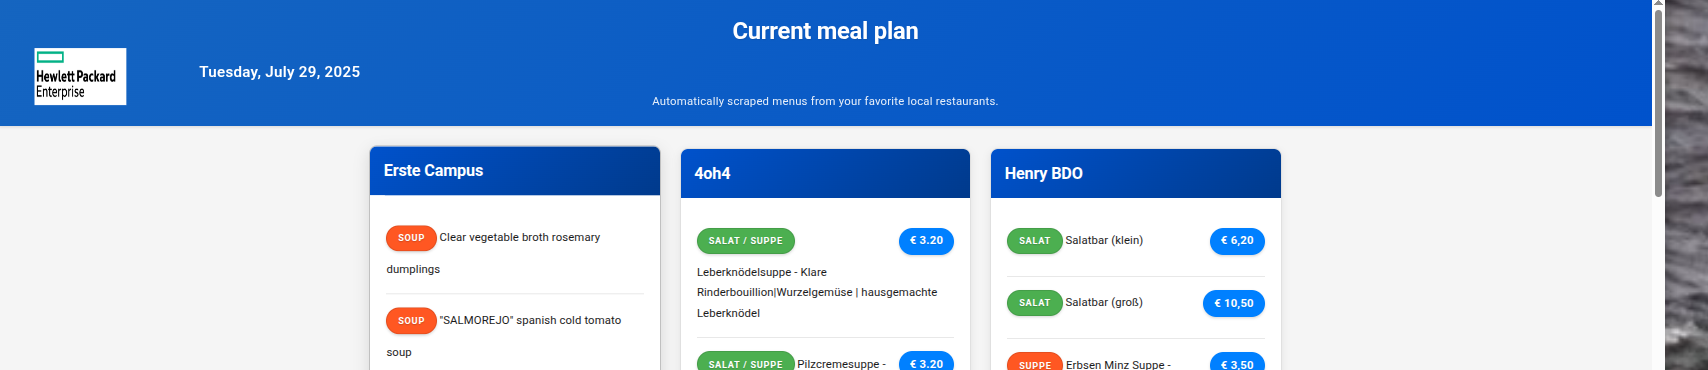 Current meal plan
Hewlett Packard
Enterprise
Tuesday, July 29, 2025
Automatically scraped menus from your favorite local restaurants.
Erste Campus
SOUP Clear vegetable broth rosemary
dumplings
SOUP "SALMOREJO" spanish cold tomato
soup
4oh4
SALAT / SUPPE € 3.20
Leberknödelsuppe - Klare
Rinderbouillion|Wurzelgemüse | hausgemachte
Leberknödel
SALAT / SUPPE Pilzcremesuppe - € 3.20
Henry BDO
SALAT Salatbar (klein) € 6,20
SALAT Salatbar (groß) € 10,50
SUPPE Erbsen Minz Suppe - € 3,50